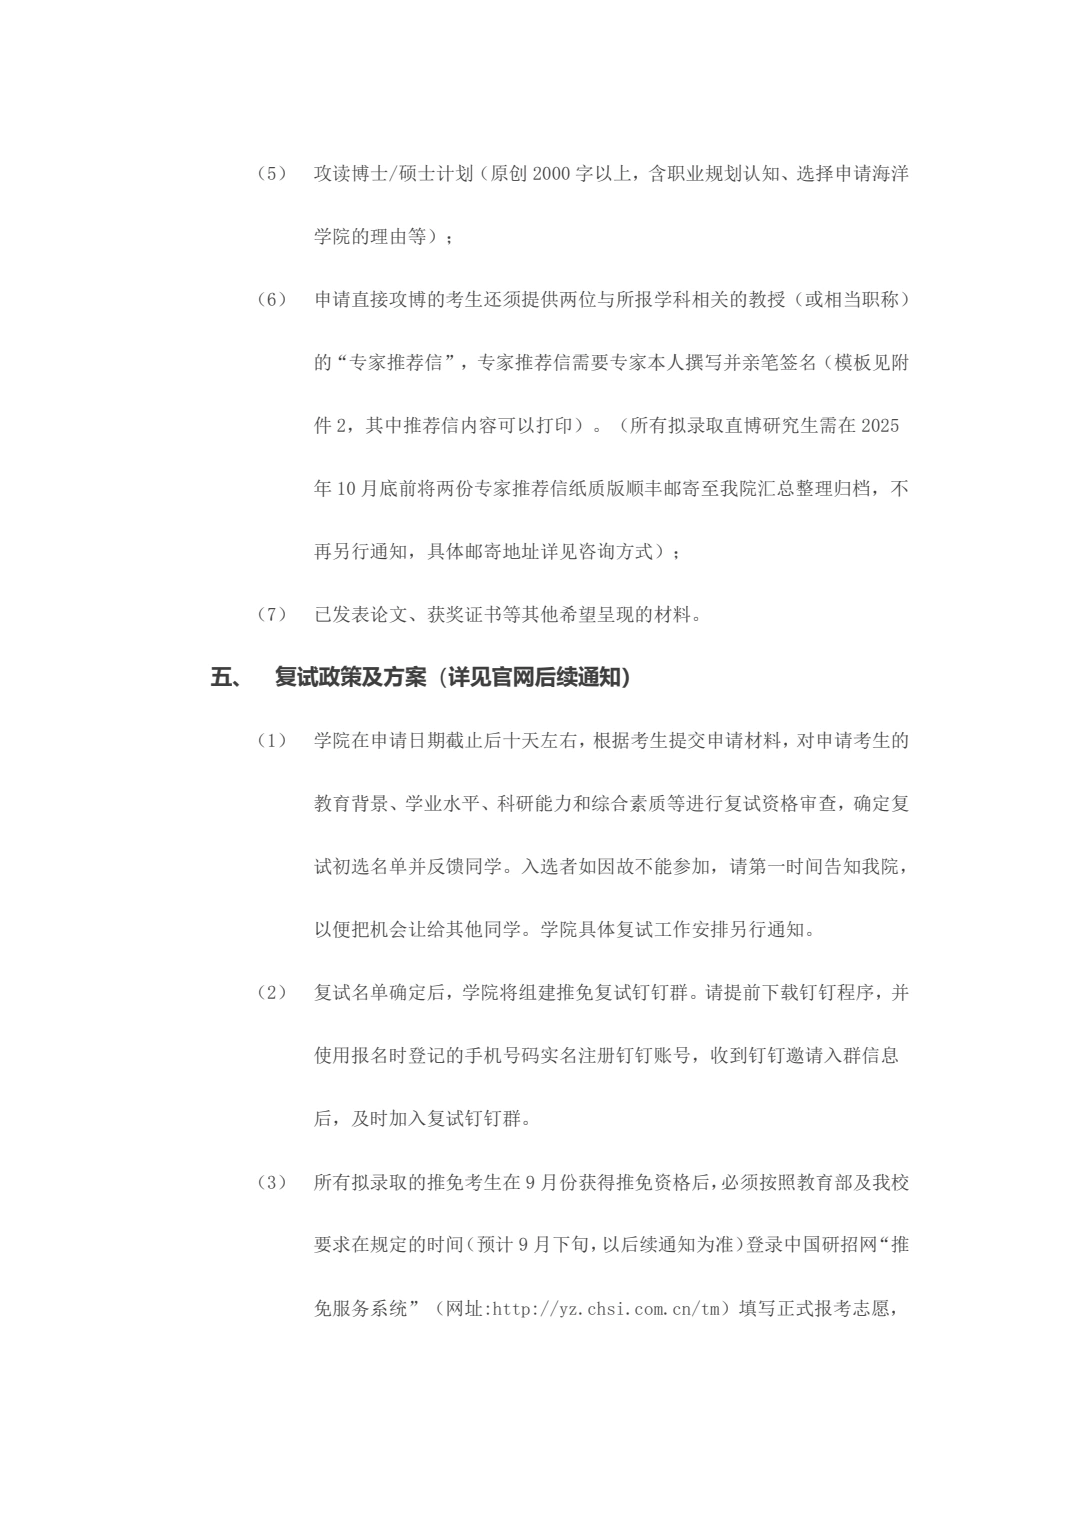 （5） 攻读博士/硕士计划（原创 2000 字以上，含职业规划认知、选择申请海洋
学院的理由等）；
（6） 申请直接攻博的考生还须提供两位与所报学科相关的教授（或相当职称）
的“专家推荐信”，专家推荐信需要专家本人撰写并亲笔签名（模板见附
件 2，其中推荐信内容可以打印）。（所有拟录取直博研究生需在 2025
年 10 月底前将两份专家推荐信纸质版顺丰邮寄至我院汇总整理归档，不
再另行通知，具体邮寄地址详见咨询方式）；
（7） 已发表论文、获奖证书等其他希望呈现的材料。
五、 复试政策及方案（详见官网后续通知）
（1） 学院在申请日期截止后十天左右，根据考生提交申请材料，对申请考生的
教育背景、学业水平、科研能力和综合素质等进行复试资格审查，确定复
试初选名单并反馈同学。入选者如因故不能参加，请第一时间告知我院，
以便把机会让给其他同学。学院具体复试工作安排另行通知。
（2） 复试名单确定后，学院将组建推免复试钉钉群。请提前下载钉钉程序，并
使用报名时登记的手机号码实名注册钉钉账号，收到钉钉邀请入群信息
后，及时加入复试钉钉群。
（3） 所有拟录取的推免考生在 9 月份获得推免资格后，必须按照教育部及我校
要求在规定的时间（预计 9 月下旬，以后续通知为准）登录中国研招网“推
免服务系统”（网址:http://yz.chsi.com.cn/tm）填写正式报考志愿，